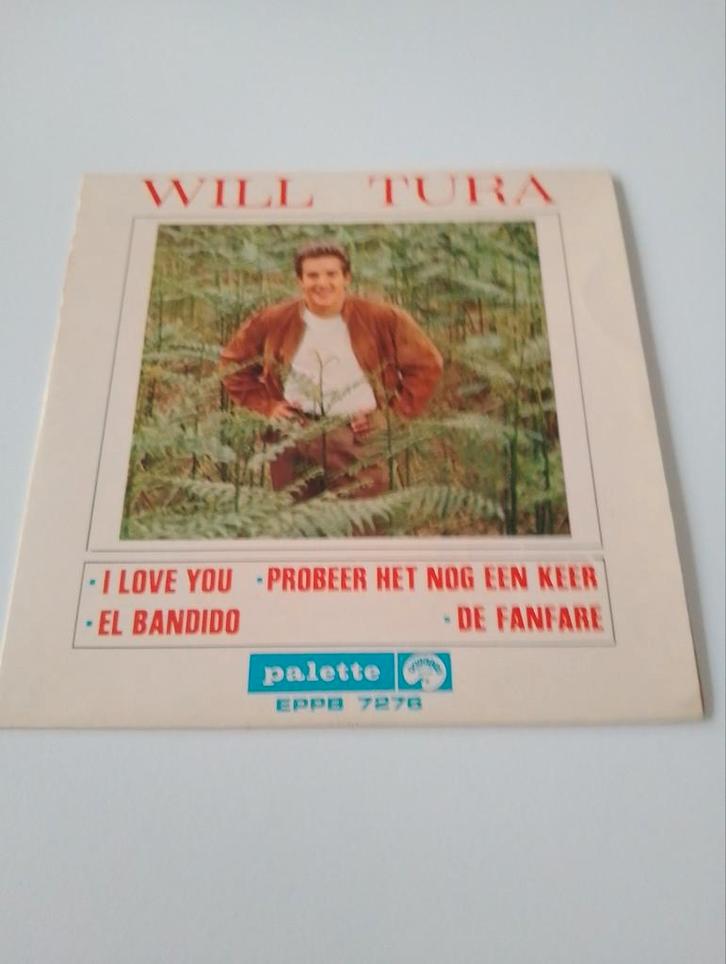 WILL TURA
· I LOVE YOU · PROBEER HET NOG EEN KEER
· EL BANDIDO · DE FANFARE
palette
EPPB 7276